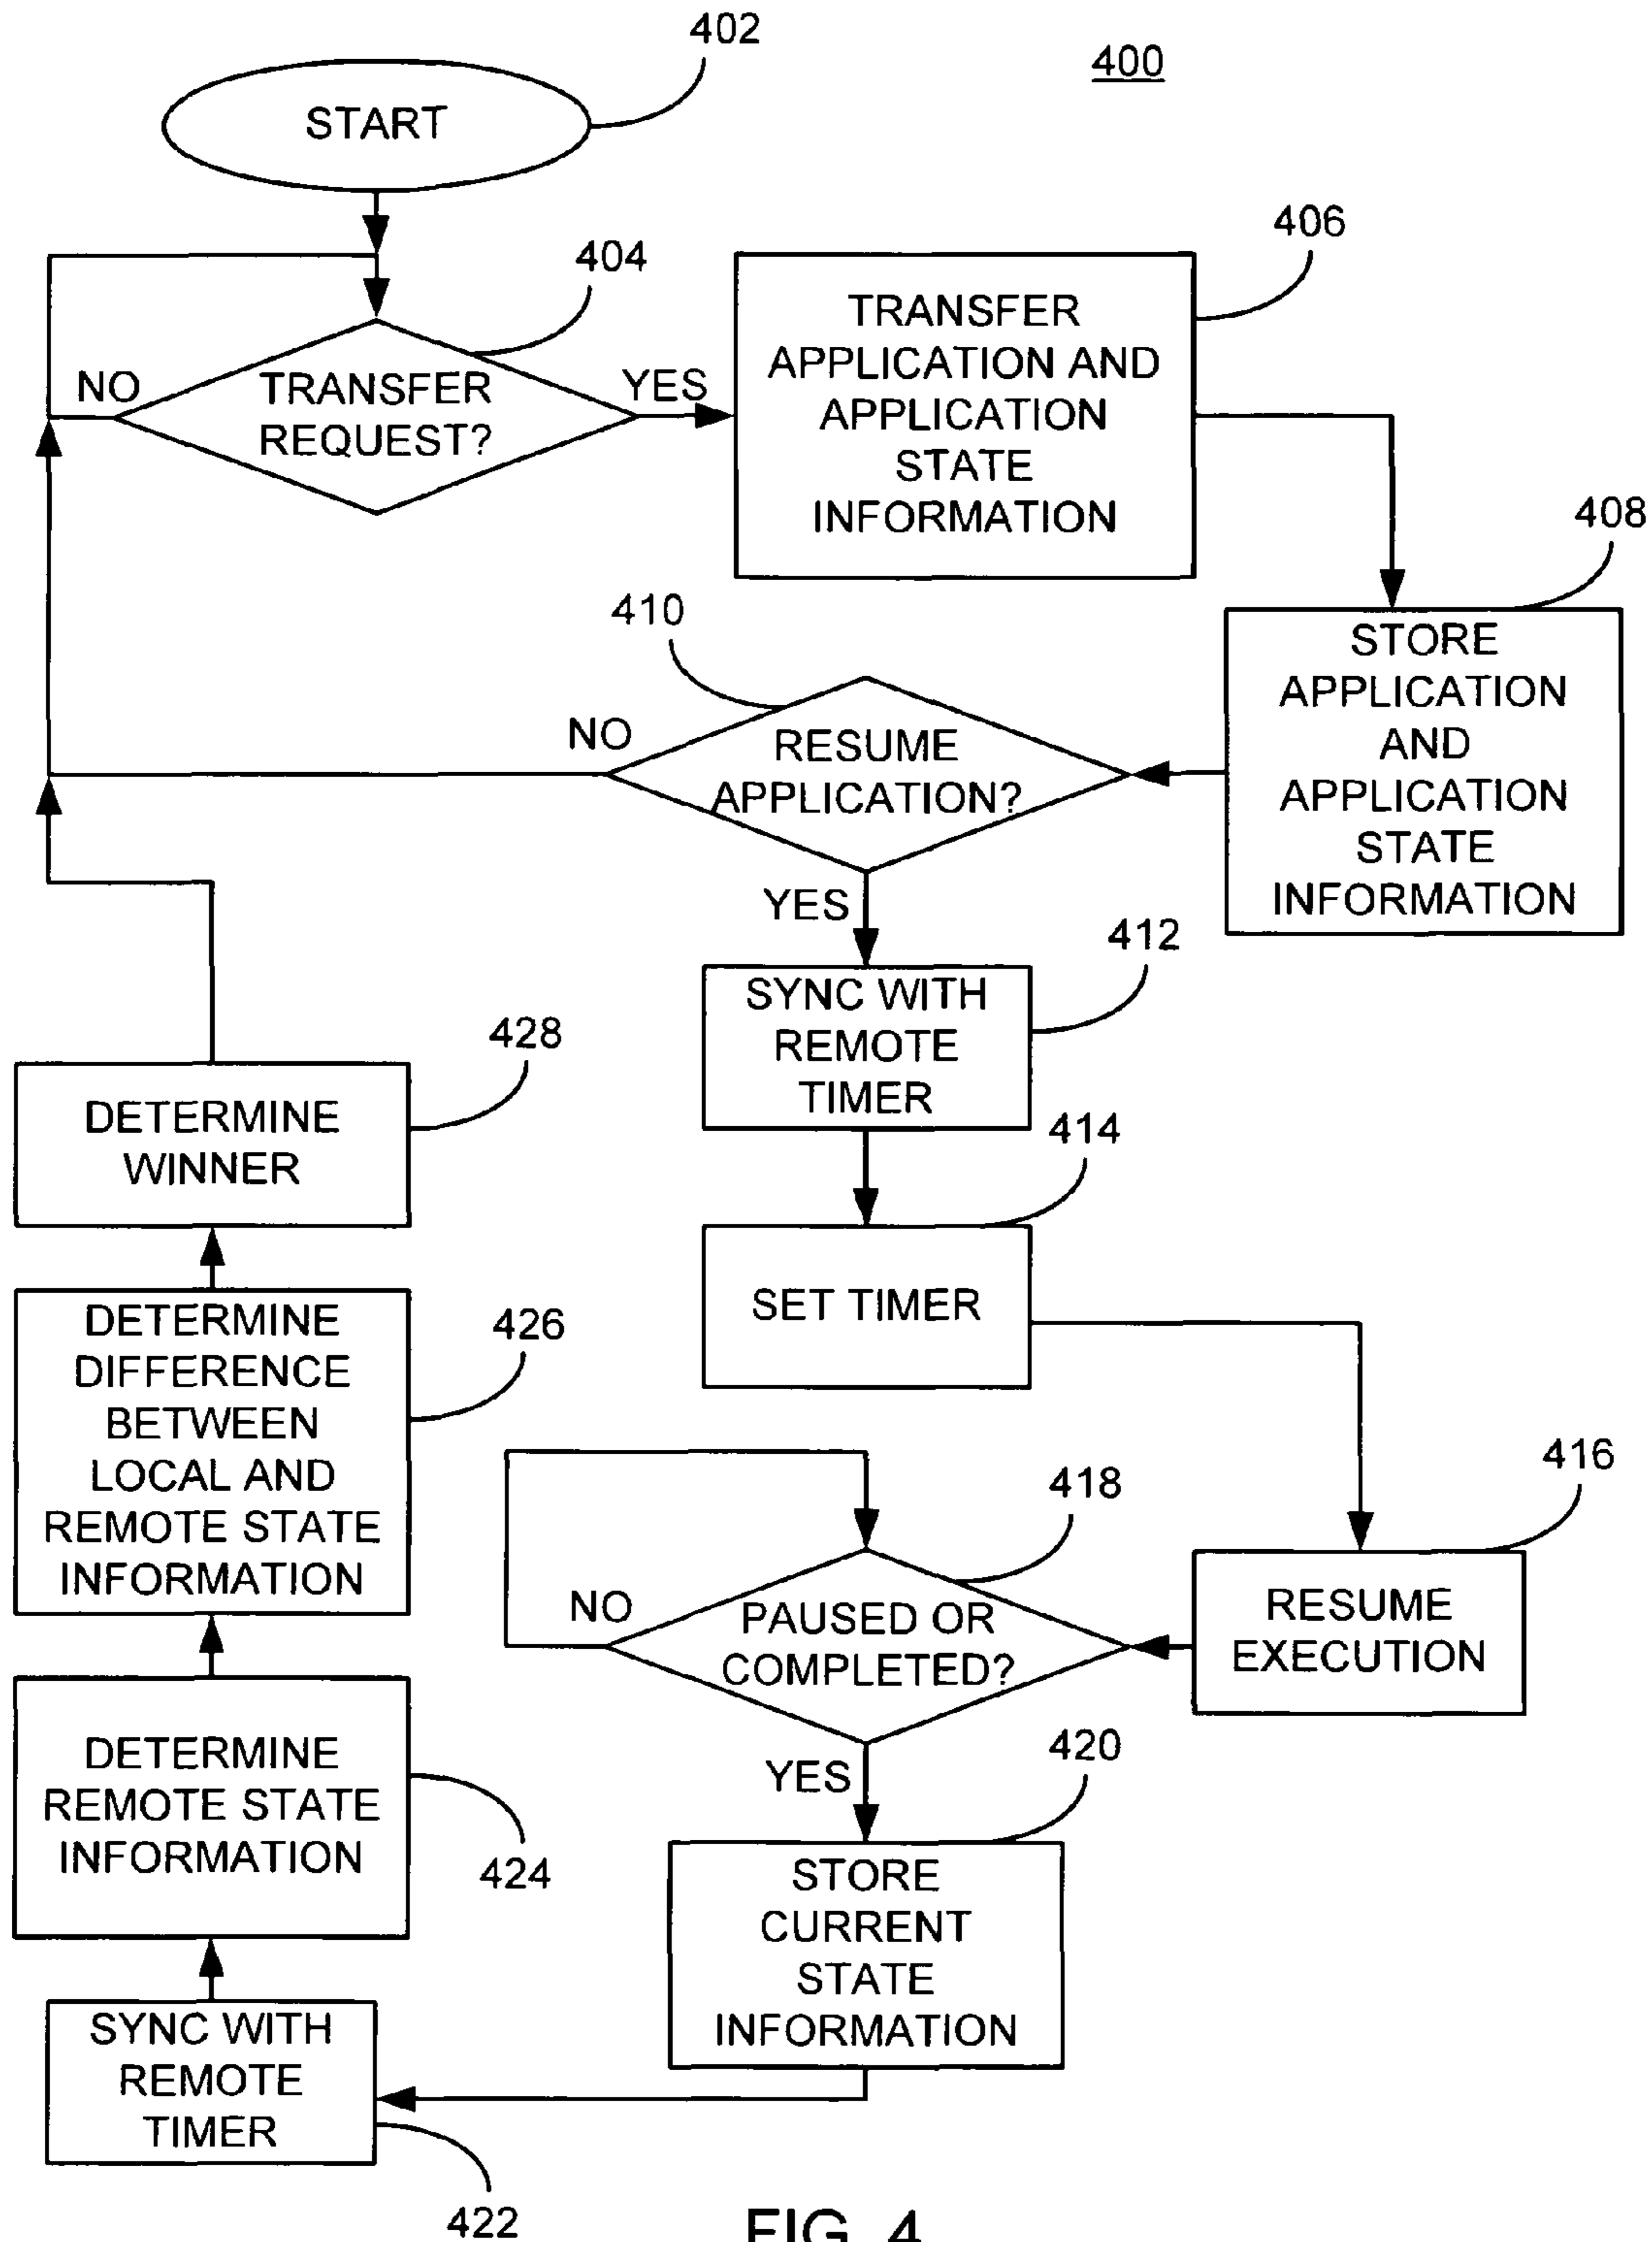 402
400
START
404
406
TRANSFER
APPLICATION AND
APPLICATION
STATE
INFORMATION
NO
TRANSFER
REQUEST?
YES
408
410
STORE
APPLICATION
AND
APPLICATION
STATE
INFORMATION
NO
RESUME
APPLICATION?
YES
412
SYNC WITH
REMOTE
TIMER
428
DETERMINE
WINNER
414
SET TIMER
DETERMINE
DIFFERENCE
BETWEEN
LOCAL AND
REMOTE STATE
INFORMATION
426
416
418
NO
PAUSED OR
COMPLETED?
RESUME
EXECUTION
YES
420
DETERMINE
REMOTE STATE
INFORMATION
424
STORE
CURRENT
STATE
INFORMATION
SYNC WITH
REMOTE
TIMER
422
FIG. 4